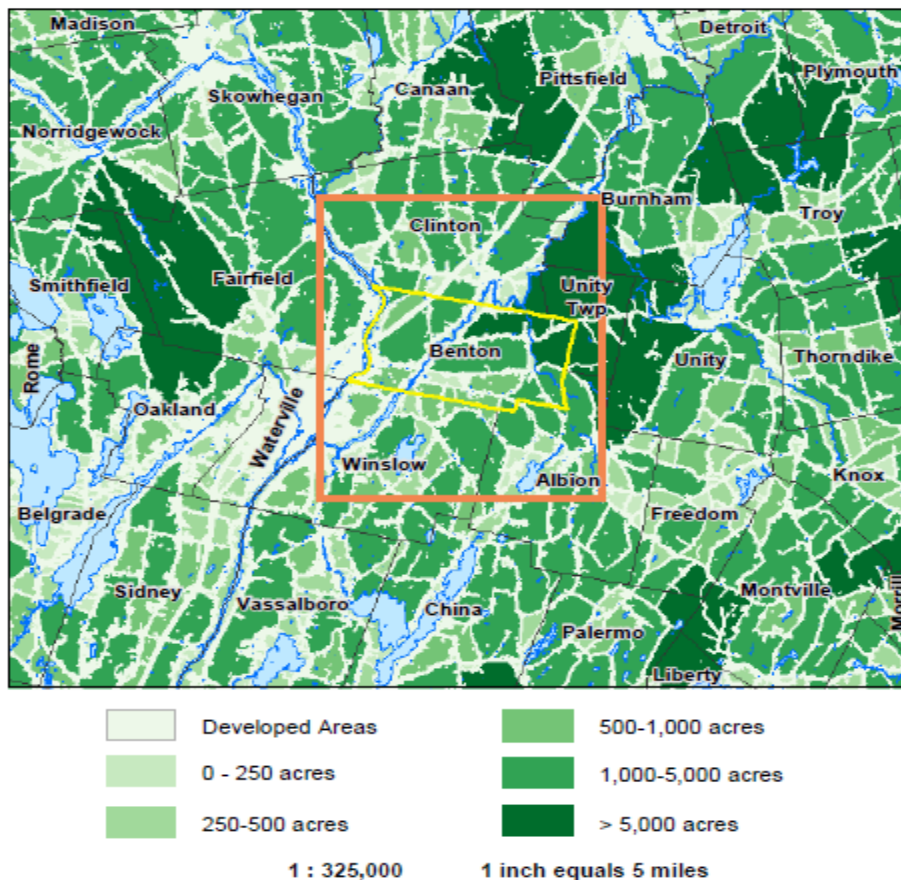 Madison
Detroit
Skowhegan
Canaan
Pittsfield
Plymouth
Norridgewock
Burnham
Clinton
Troy
Smithfield
Fairfield
Unity
Twp
Rome
Benton
Unity
Thorndike
Oakland
Waterville
Winslow
Albion
Knox
Belgrade
Freedom
Sidney
Vassalboro
China
Montville
Morrill
Palermo
Liberty
Developed Areas
500-1,000 acres
0 - 250 acres
1,000-5,000 acres
250-500 acres
> 5,000 acres
1 : 325,000
1 inch equals 5 miles